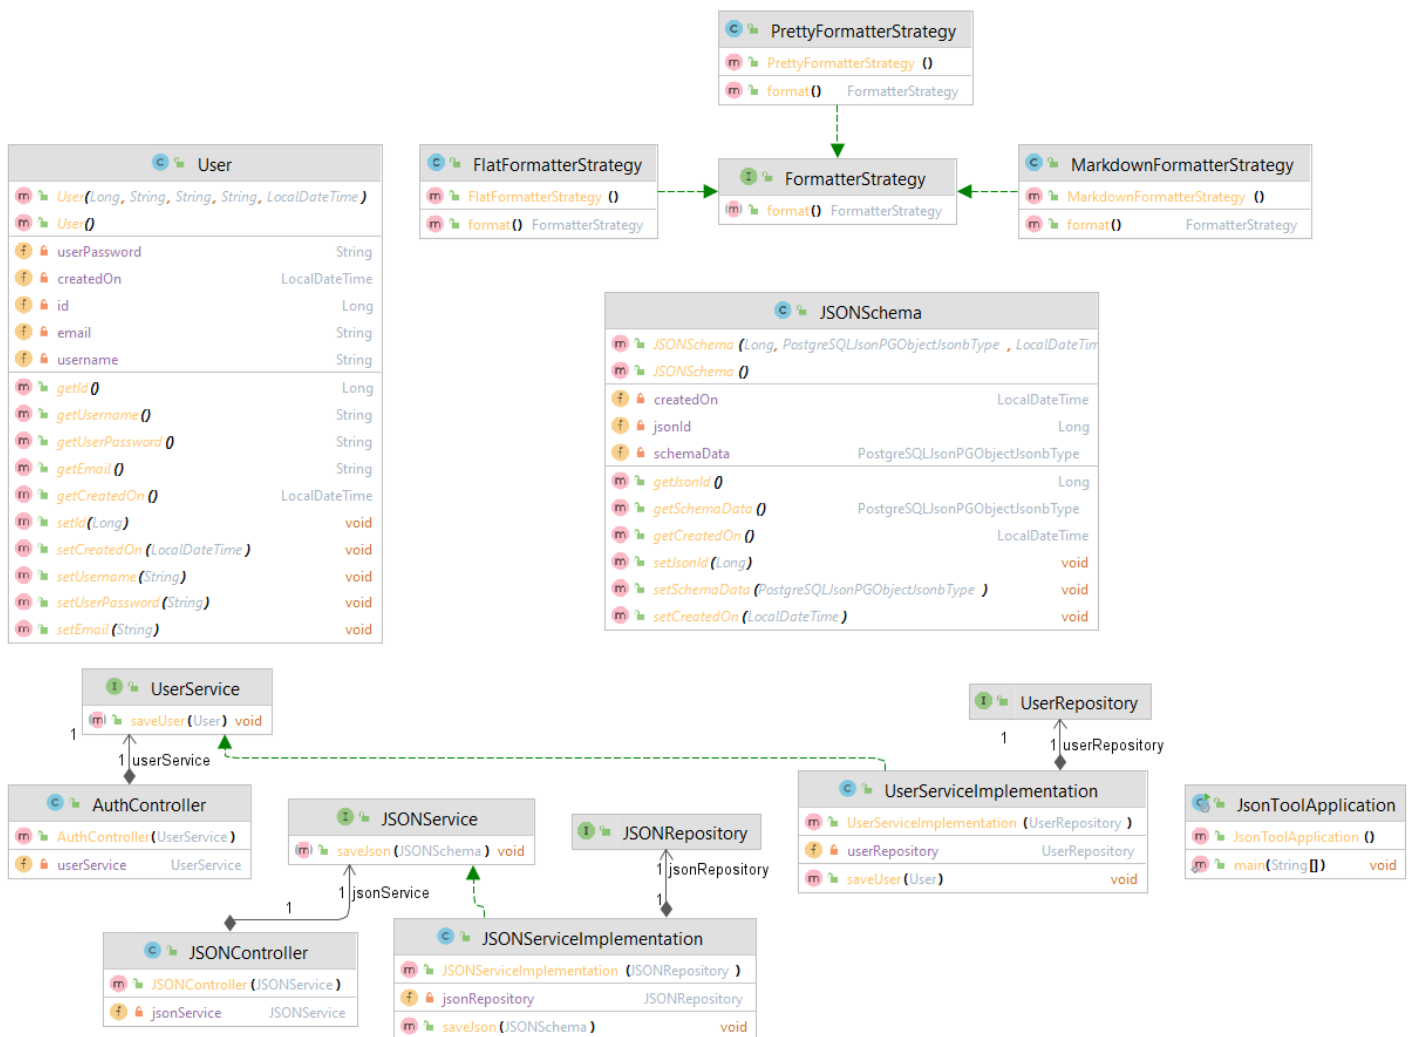 PrettyFormatterStrategy
PrettyFormatterStrategy ()
format() FormatterStrategy
User
User(Long, String, String, String, LocalDateTime)
User()
userPassword String
createdOn LocalDateTime
id Long
email String
username String
getId() Long
getUsername() String
getUserPassword() String
getEmail() String
getCreatedOn() LocalDateTime
setId(Long) void
setCreatedOn(LocalDateTime) void
setUsername(String) void
setUserPassword(String) void
setEmail(String) void
FlatFormatterStrategy
FlatFormatterStrategy ()
format() FormatterStrategy
FormatterStrategy
format() FormatterStrategy
MarkdownFormatterStrategy
MarkdownFormatterStrategy ()
format() FormatterStrategy
JSONSchema
JSONSchema (Long, PostgreSQLJsonPGObjectJsonbType , LocalDateTim
JSONSchema ()
createdOn LocalDateTime
jsonId Long
schemaData PostgreSQLJsonPGObjectJsonbType
getJsonId() Long
getSchemaData() PostgreSQLJsonPGObjectJsonbType
getCreatedOn() LocalDateTime
setJsonId(Long) void
setSchemaData(PostgreSQLJsonPGObjectJsonbType ) void
setCreatedOn(LocalDateTime) void
UserService
saveUser(User) void
1
1 userService
AuthController
AuthController(UserService)
userService UserService
UserRepository
1
1 userRepository
UserServiceImplementation
UserServiceImplementation (UserRepository )
userRepository UserRepository
saveUser(User) void
JsonToolApplication
JsonToolApplication ()
main(String[]) void
JSONService
saveJson(JSONSchema) void
1 jsonService
1
JSONController
JSONController(JSONService)
jsonService JSONService
JSONRepository
1 jsonRepository
1
JSONServiceImplementation
JSONServiceImplementation (JSONRepository )
jsonRepository JSONRepository
saveJson(JSONSchema) void